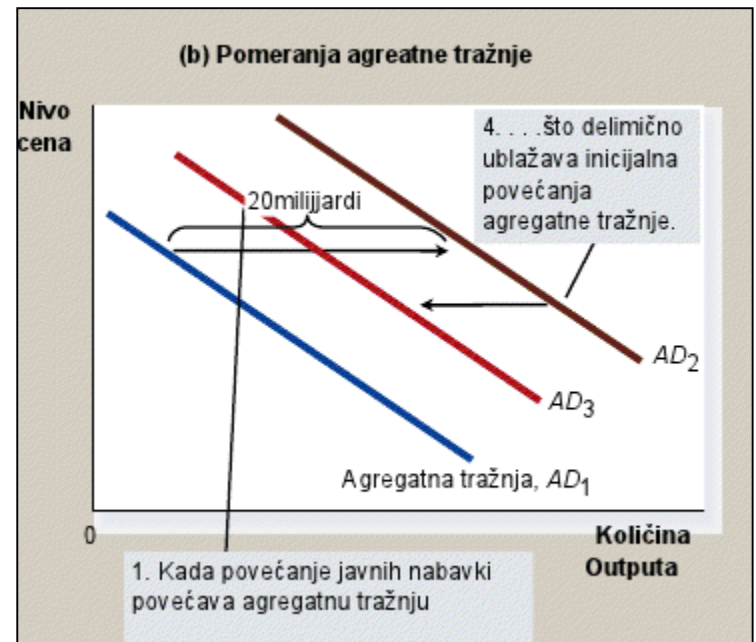 (b) Pomeranja agreatne tražnje
Nivo
cena
4. . . .što delimično
ublažava inicijalna
povećanja
agregatne tražnje.
20milijjardi
AD2
AD3
Agregatna tražnja, AD1
0
Količina
Outputa
1. Kada povećanje javnih nabavki
povećava agregatnu tražnju